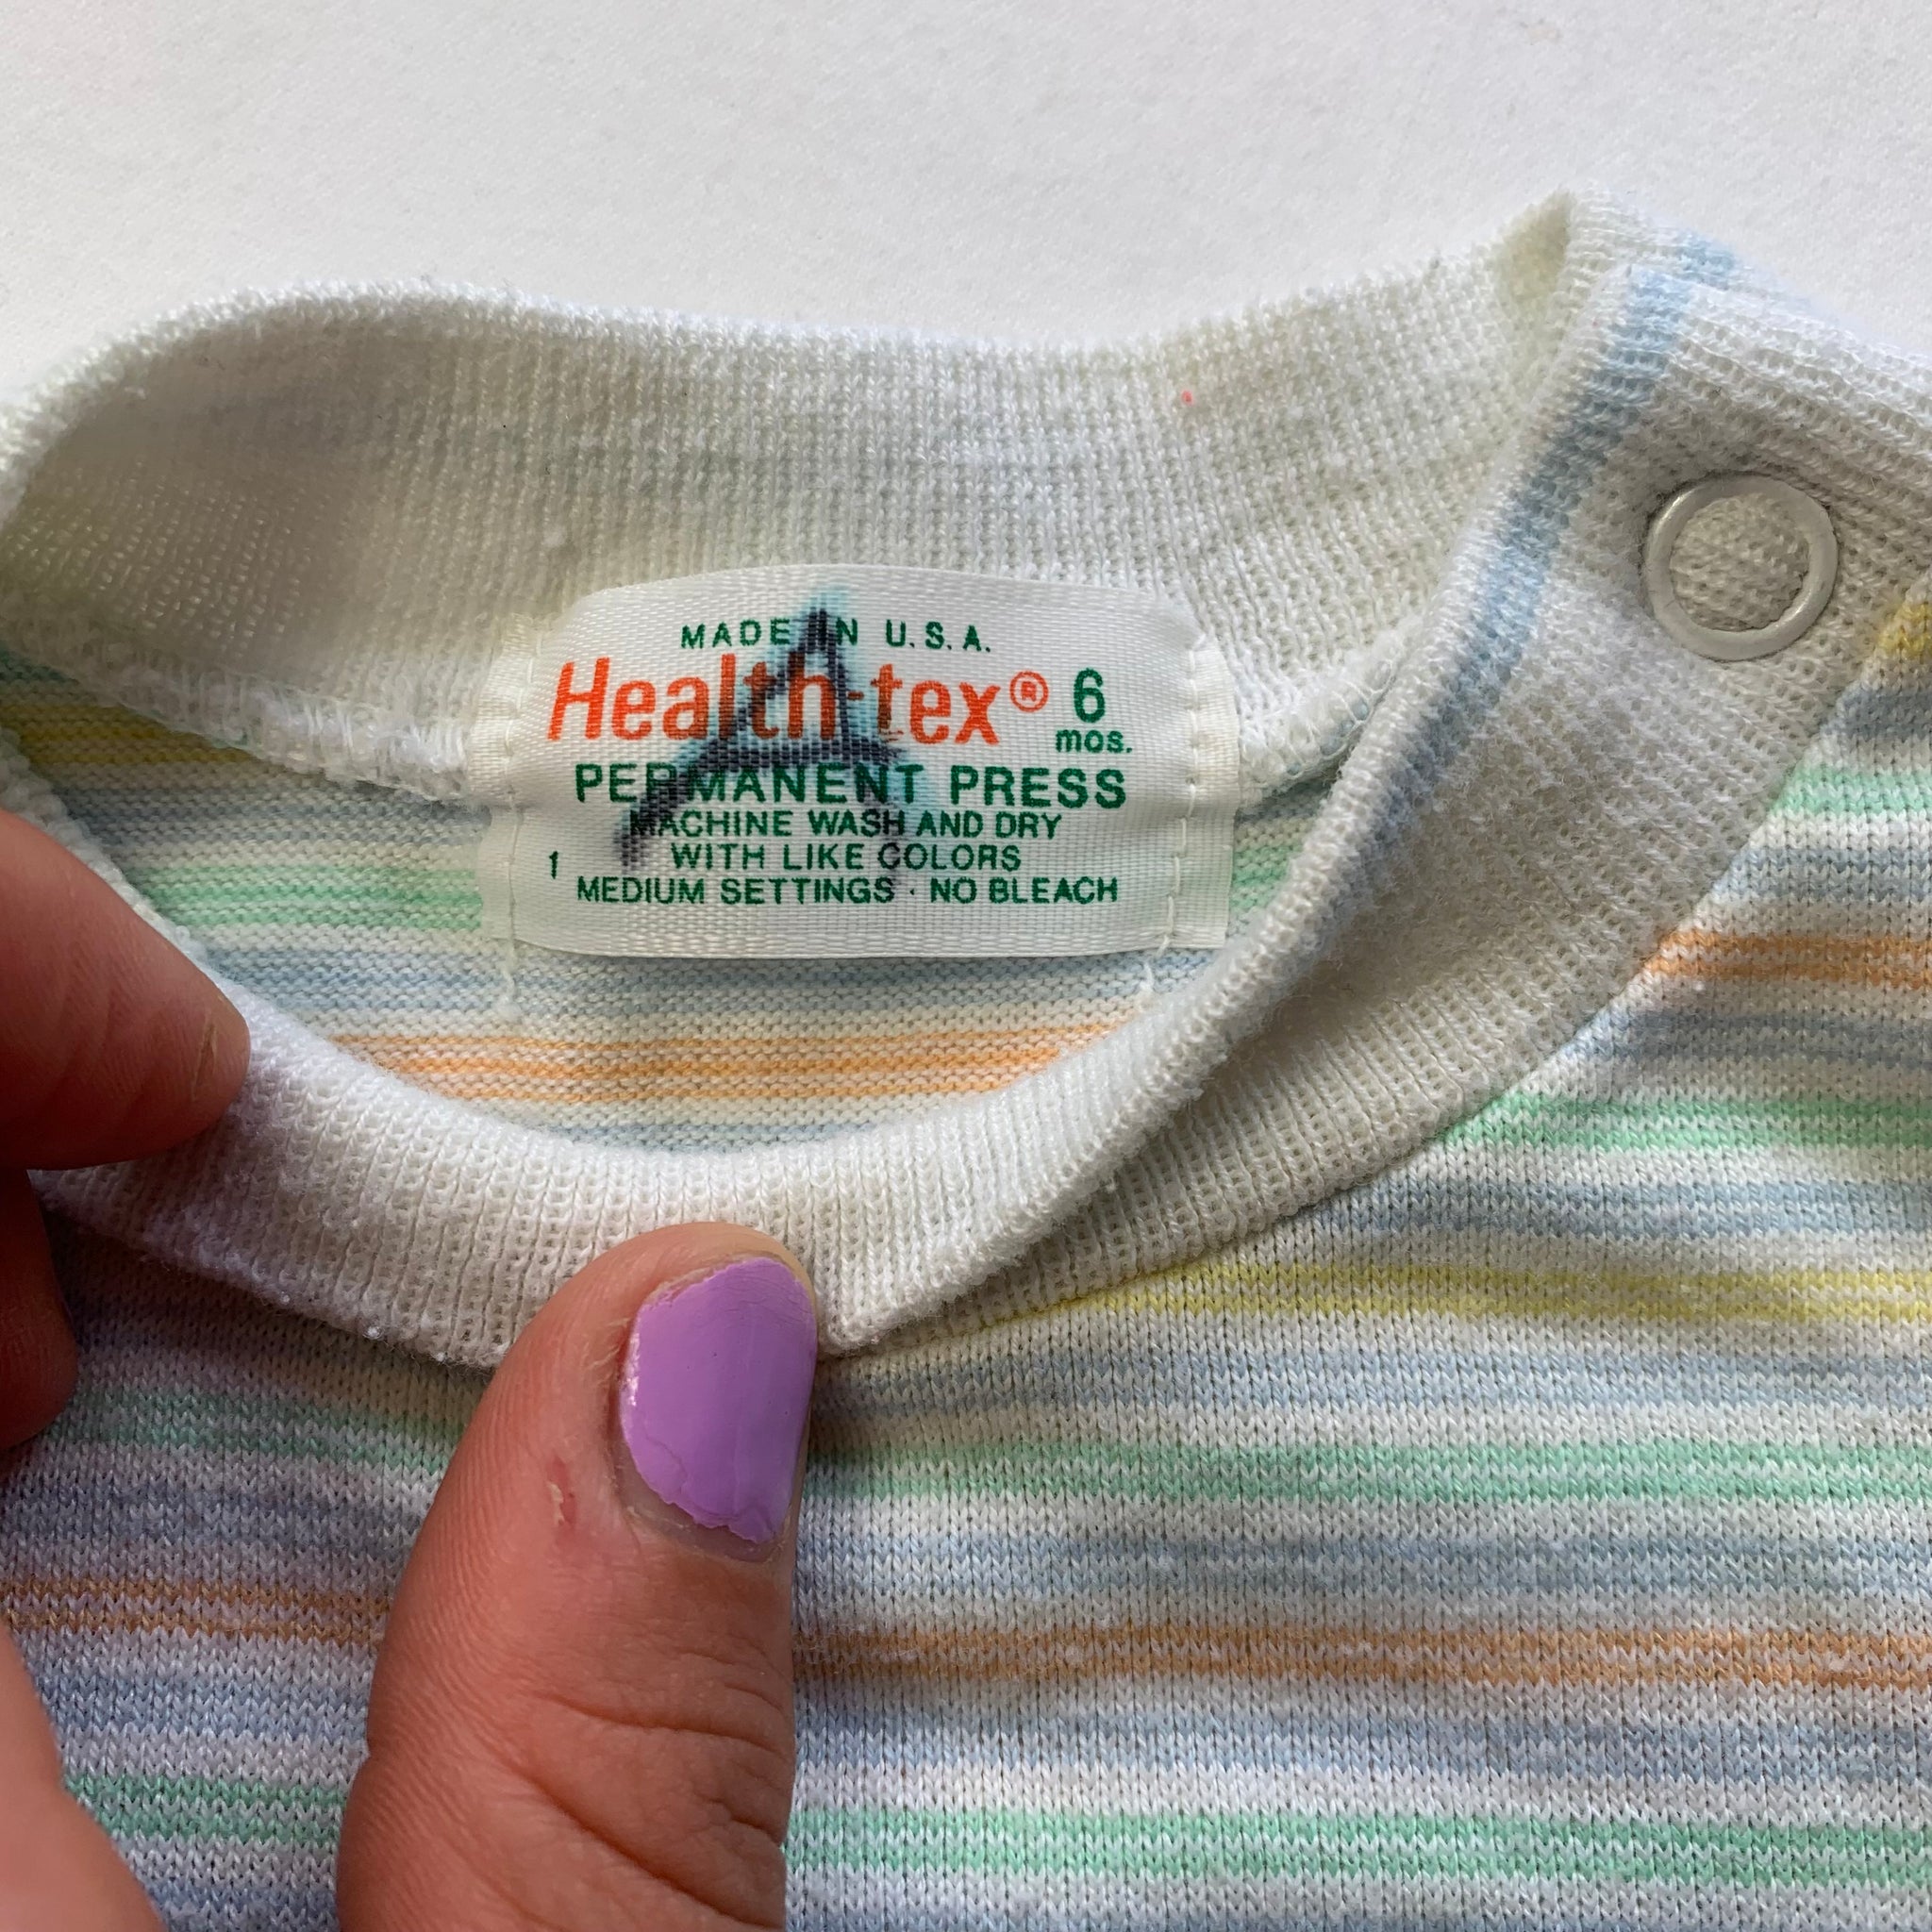 MADE IN U.S.A.
Health-tex® 6 mos.
PERMANENT PRESS
MACHINE WASH AND DRY
WITH LIKE COLORS
1 MEDIUM SETTINGS · NO BLEACH
A